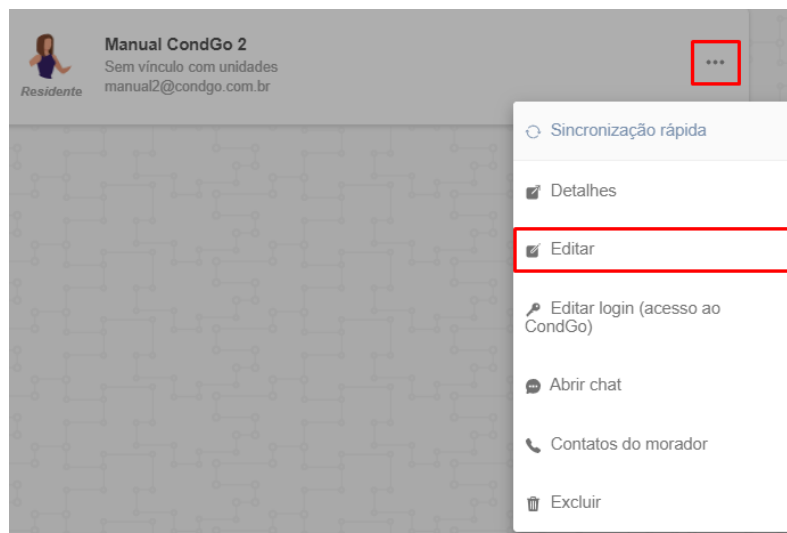 Manual CondGo 2
Sem vínculo com unidades
manual2@condgo.com.br
Residente
Sincronização rápida
Detalhes
Editar
Editar login (acesso ao
CondGo)
Abrir chat
Contatos do morador
Excluir